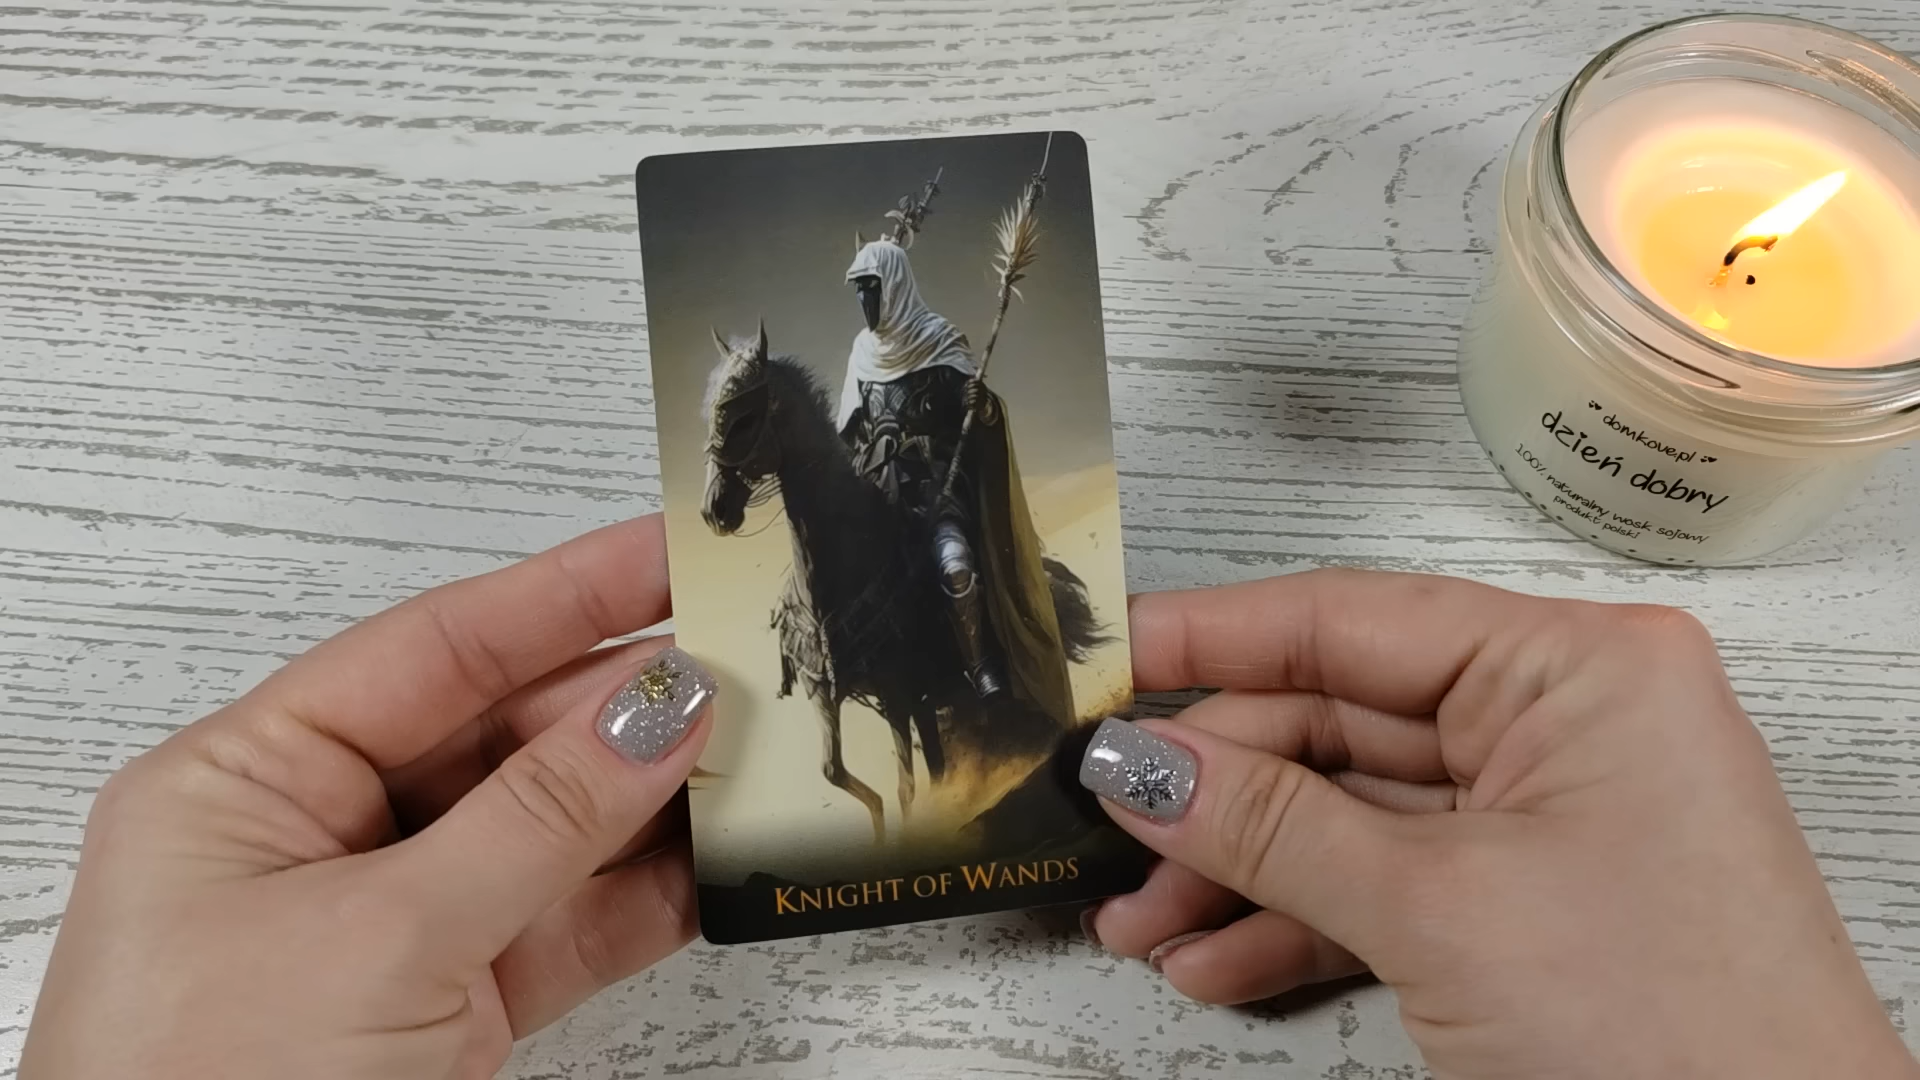 KNIGHT OF WANDS
domkove.pl
dzień dobry
100% naturalny wosk sojowy
produkt polski